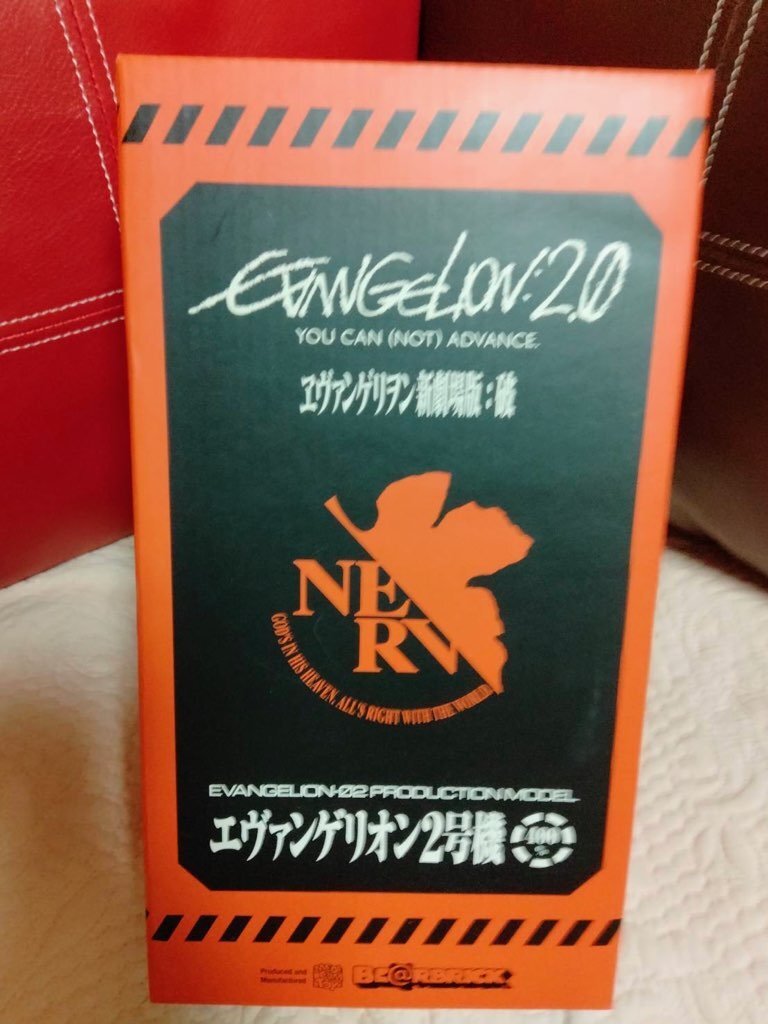 EVANGELION:2.0
YOU CAN (NOT) ADVANCE.
ヱヴァンゲリヲン新劇場版:破
NERV
GOD'S IN HIS HEAVEN. ALL'S RIGHT WITH THE WORLD
EVANGELION-02 PRODUCTION MODEL
エヴァンゲリオン2号機 400%
Produced and
Manufactured
BE@RBRICK